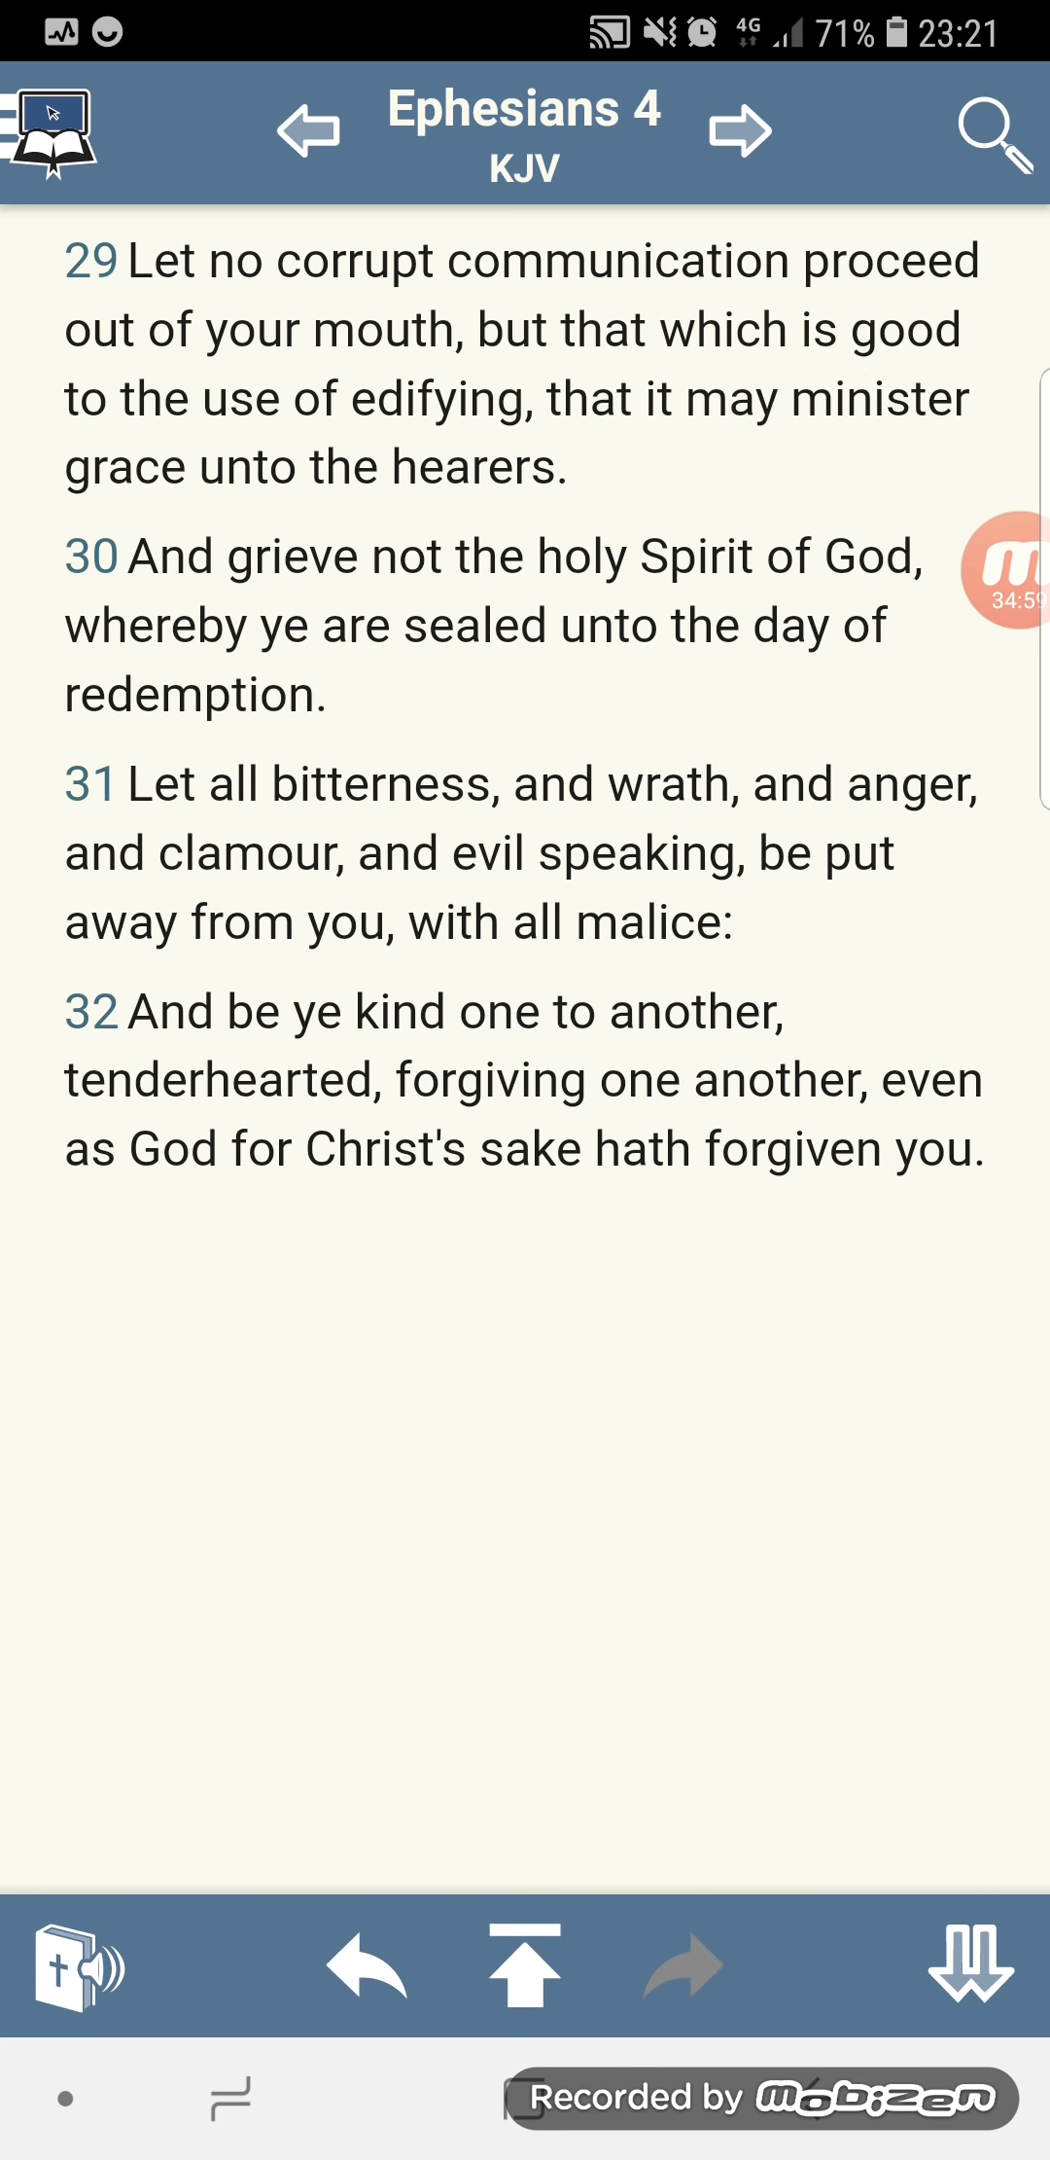 4G 71% 23:21
Ephesians 4
KJV
29 Let no corrupt communication proceed
out of your mouth, but that which is good
to the use of edifying, that it may minister
grace unto the hearers.
30 And grieve not the holy Spirit of God,
whereby ye are sealed unto the day of
redemption.
m
34:59
31 Let all bitterness, and wrath, and anger,
and clamour, and evil speaking, be put
away from you, with all malice:
32 And be ye kind one to another,
tenderhearted, forgiving one another, even
as God for Christ's sake hath forgiven you.
Recorded by mobizen